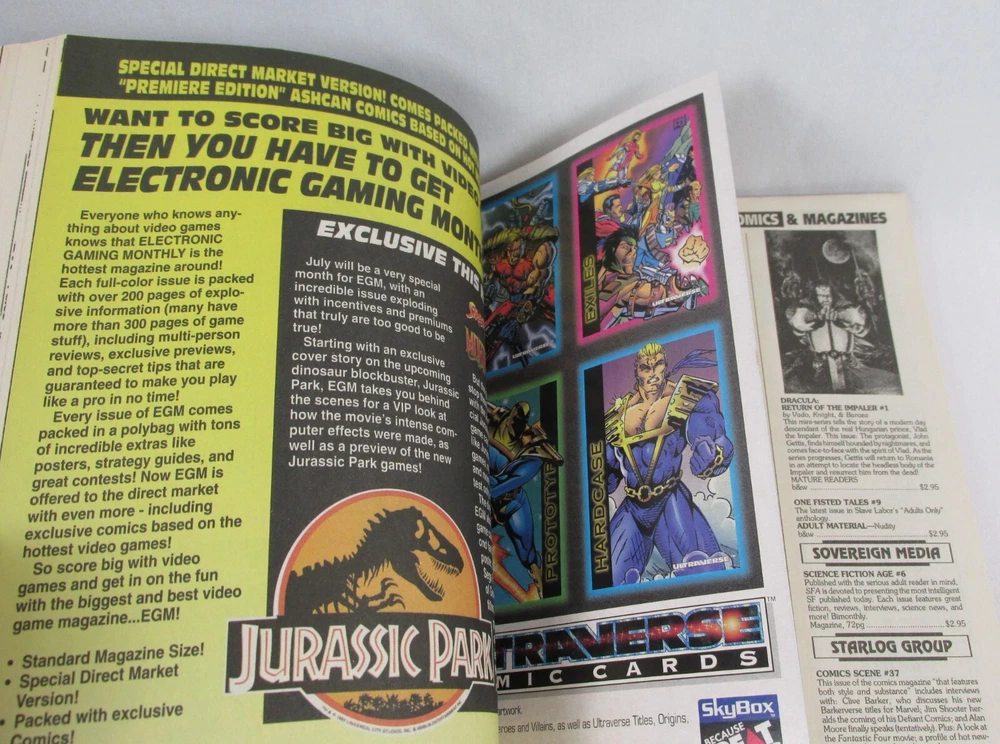 SPECIAL DIRECT MARKET VERSION! COMES PACKED
"PREMIERE EDITION" ASHCAN COMICS BASED ON
WANT TO SCORE BIG WITH VIDEO
THEN YOU HAVE TO GET
ELECTRONIC GAMING MONT
Everyone who knows any-
thing about video games
knows that ELECTRONIC
GAMING MONTHLY is the
hottest magazine around!
Each full-color issue is packed
with over 200 pages of explo-
sive information (many have
more than 300 pages of game
stuff), including multi-person
reviews, exclusive previews,
and top-secret tips that are
guaranteed to make you play
like a pro in no time!
Every issue of EGM comes
packed in a polybag with tons
of incredible extras like
posters, strategy guides, and
great contests! Now EGM is
offered to the direct market
with even more - including
exclusive comics based on the
hottest video games!
So score big with video
games and get in on the fun
with the biggest and best video
game magazine...EGM!
• Standard Magazine Size!
• Special Direct Market
Version!
• Packed with exclusive
Comics!
EXCLUSIVE THIS
July will be a very special
month for EGM, with an
incredible issue exploding
with incentives and premiums
that truly are too good to be
true!
Starting with an exclusive
cover story on the upcoming
dinosaur blockbuster, Jurassic
Park, EGM takes you behind
the scenes for a VIP look at
how the movie's intense com-
puter effects were made, as
well as a preview of the new
Jurassic Park games!
JURASSIC PARK
EXILES
ULTRAVERSE
PROTOTYP
HARDCASE
ULTRAVERSE
TRAVERSE
MIC CARDS
™
artwork.
eroes and Villains, as well as Ultraverse Titles, Origins,
SkyBox
BECAUSE
OMICS & MAGAZINES
DRACULA:
RETURN OF THE IMPALER #1
by Vado, Knight, & Berous
This mini-series tells the story of a modern day
descendant of the real Hungarian prince, Vlad
the Impaler. This issue: The protagonist, John
Gettis, finds himself hounded by nightmares, and
comes face-to-face with the spirit of Vlad. As the
series progresses, Gettis will return to Romania
in an attempt to locate the headless body of the
Impaler and resurrect him from the dead!
MATURE READERS
b&w $2.95
ONE FISTED TALES #9
The latest issue in Slave Labor's "Adults Only"
anthology.
ADULT MATERIAL—Nudity
b&w $2.95
SOVEREIGN MEDIA
SCIENCE FICTION AGE #6
Published with the serious adult reader in mind,
SFA is devoted to presenting the most intelligent
SF published today. Each issue features great
fiction, reviews, interviews, science news, and
more! Bimonthly.
Magazine, 72pg $2.95
STARLOG GROUP
COMICS SCENE #37
This issue of the comics magazine "that features
both style and substance" includes interviews
with: Clive Barker, who discusses his new
Barkerverse titles for Marvel; Jim Shooter her-
alds the coming of his Defiant Comics; and Alan
Moore finally speaks (tentatively). Plus: A look at
the Fantastic Four movie; a profile of hot new-